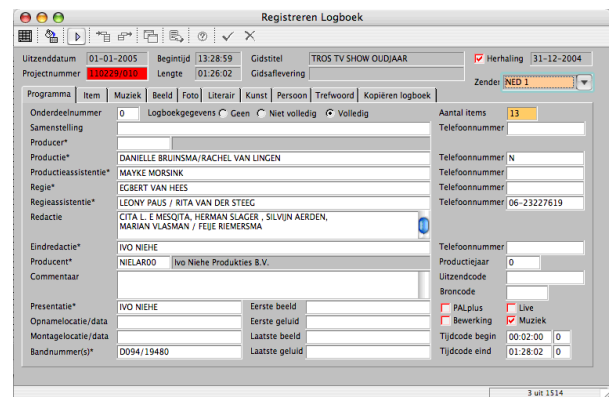 Registreren Logboek
Uitzenddatum 01-01-2005 Begintijd 13:28:59 Gidstitel TROS TV SHOW OUDJAAR Herhaling 31-12-2004
Projectnummer 110229/010 Lengte 01:26:02 Gidsaflevering Zender NED 1
Programma Item Muziek Beeld Foto Literair Kunst Persoon Trefwoord Kopiëren logboek
Onderdeelnummer 0 Logboekgegevens Geen Niet volledig Volledig Aantal items 13
Samenstelling Telefoonnummer
Producer*
Productie* DANIELLE BRUINSMA/RACHEL VAN LINGEN Telefoonnummer N
Productieassistentie* MAYKE MORSINK Telefoonnummer
Regie* EGBERT VAN HEES Telefoonnummer
Regieassistentie* LEONY PAUS / RITA VAN DER STEEG Telefoonnummer 06-23227619
Redactie CITA L. E MESQITA, HERMAN SLAGER , SILVIJN AERDEN,
MARIAN VLASMAN / FEIJE RIEMERSMA
Eindredactie* IVO NIEHE Telefoonnummer
Producent* NIELAR00 Ivo Niehe Produkties B.V. Productiejaar 0
Commentaar Uitzendcode
Broncode
Presentatie* IVO NIEHE Eerste beeld PALplus Live
Opnamelocatie/data Eerste geluid Bewerking Muziek
Montagelocatie/data Laatste beeld Tijdcode begin 00:02:00 0
Bandnummer(s)* D094/19480 Laatste geluid Tijdcode eind 01:28:02 0
3 uit 1514